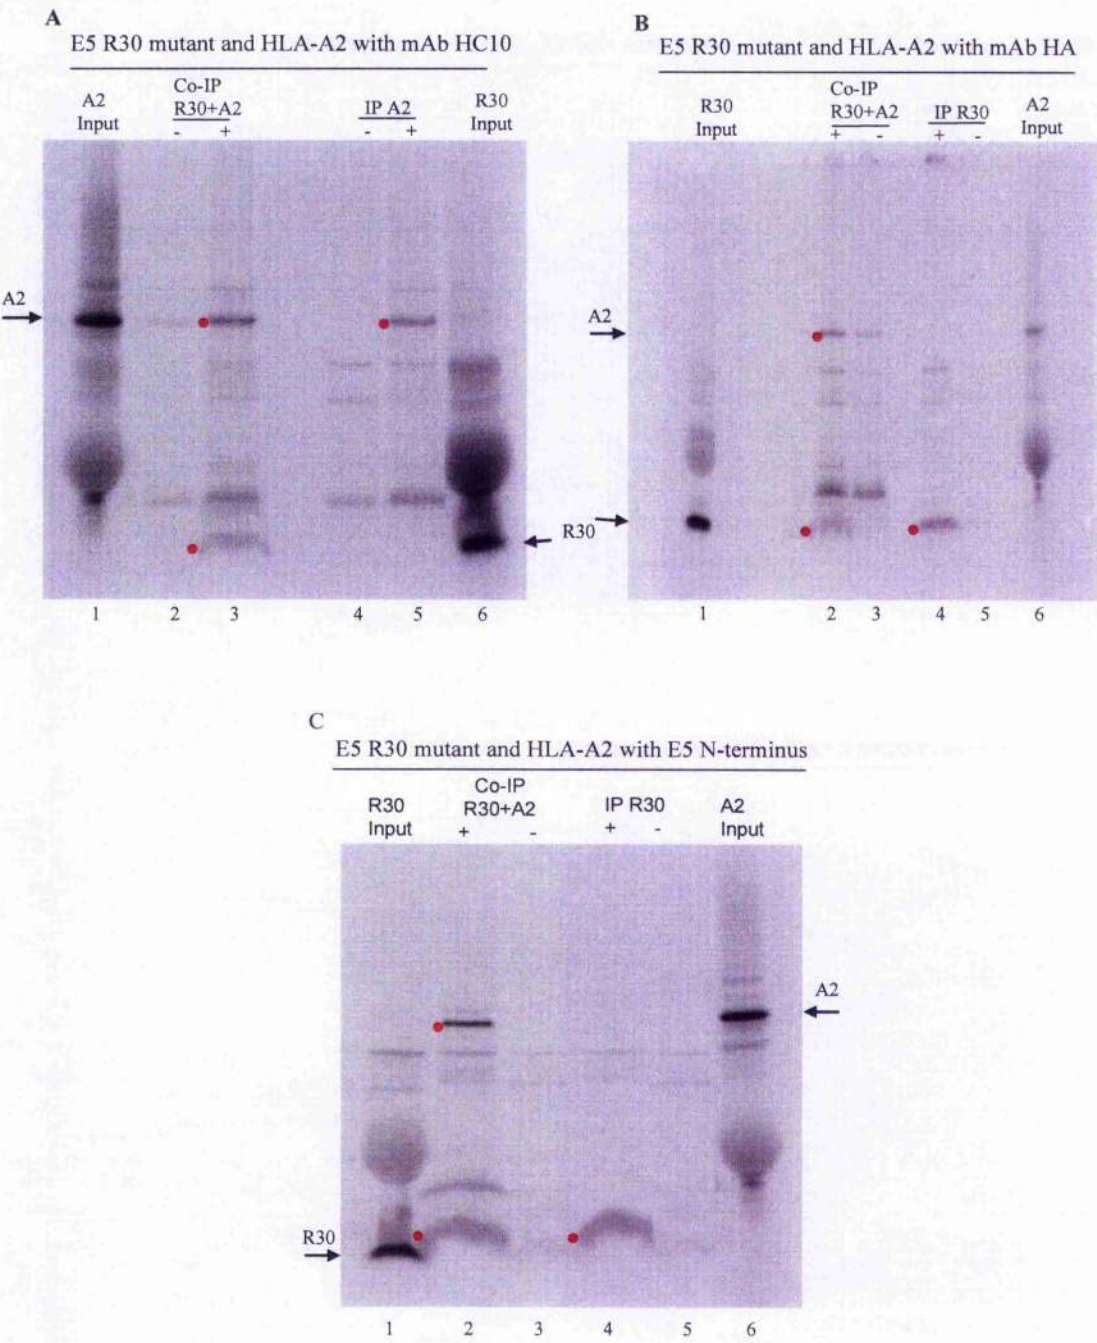 A
E5 R30 mutant and HLA-A2 with mAb HC10
A2
Input
Co-IP
R30+A2
- +
IP A2
- +
R30
Input
A2
R30
1 2 3 4 5 6
B
E5 R30 mutant and HLA-A2 with mAb HA
R30
Input
Co-IP
R30+A2
+ -
IP R30
+ -
A2
Input
A2
1 2 3 4 5 6
C
E5 R30 mutant and HLA-A2 with E5 N-terminus
R30
Input
Co-IP
R30+A2
+ -
IP R30
+ -
A2
Input
A2
R30
1 2 3 4 5 6